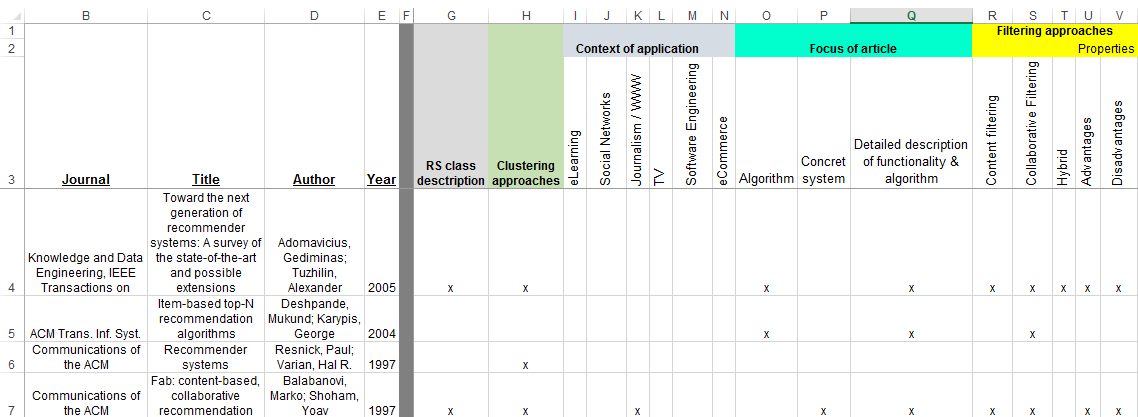 B C D E F G H I J K L M N O P Q R S T U V
1 Filtering approaches
2 Context of application Focus of article Properties
3 Journal Title Author Year RS class desctription Clustering approaches eLearning Social Networks Journalism / WWW TV Software Engineering eCommerce Algorithm Concret system Detailed description of functionality & algorithm Content filtering Collaborative Filtering Hybrid Advantages Disadvantages
Toward the next
generation of
recommender
systems: A survey of Adomavicius,
Knowledge and Data the state-of-the-art Gediminas;
Engineering, IEEE and possible Tuzhilin,
4 Transactions on extensions Alexander 2005 x x x x x x x x x
Item-based top-N Deshpande,
recommendation Mukund; Karypis,
5 ACM Trans. Inf. Syst. algorithms George 2004 x x x
Communications of Recommender Resnick, Paul;
6 the ACM systems Varian, Hal R. 1997 x
Fab: content-based, Balabanovi,
Communications of collaborative Marko; Shoham,
7 the ACM recommendation Yoav 1997 x x x x x x x x x x